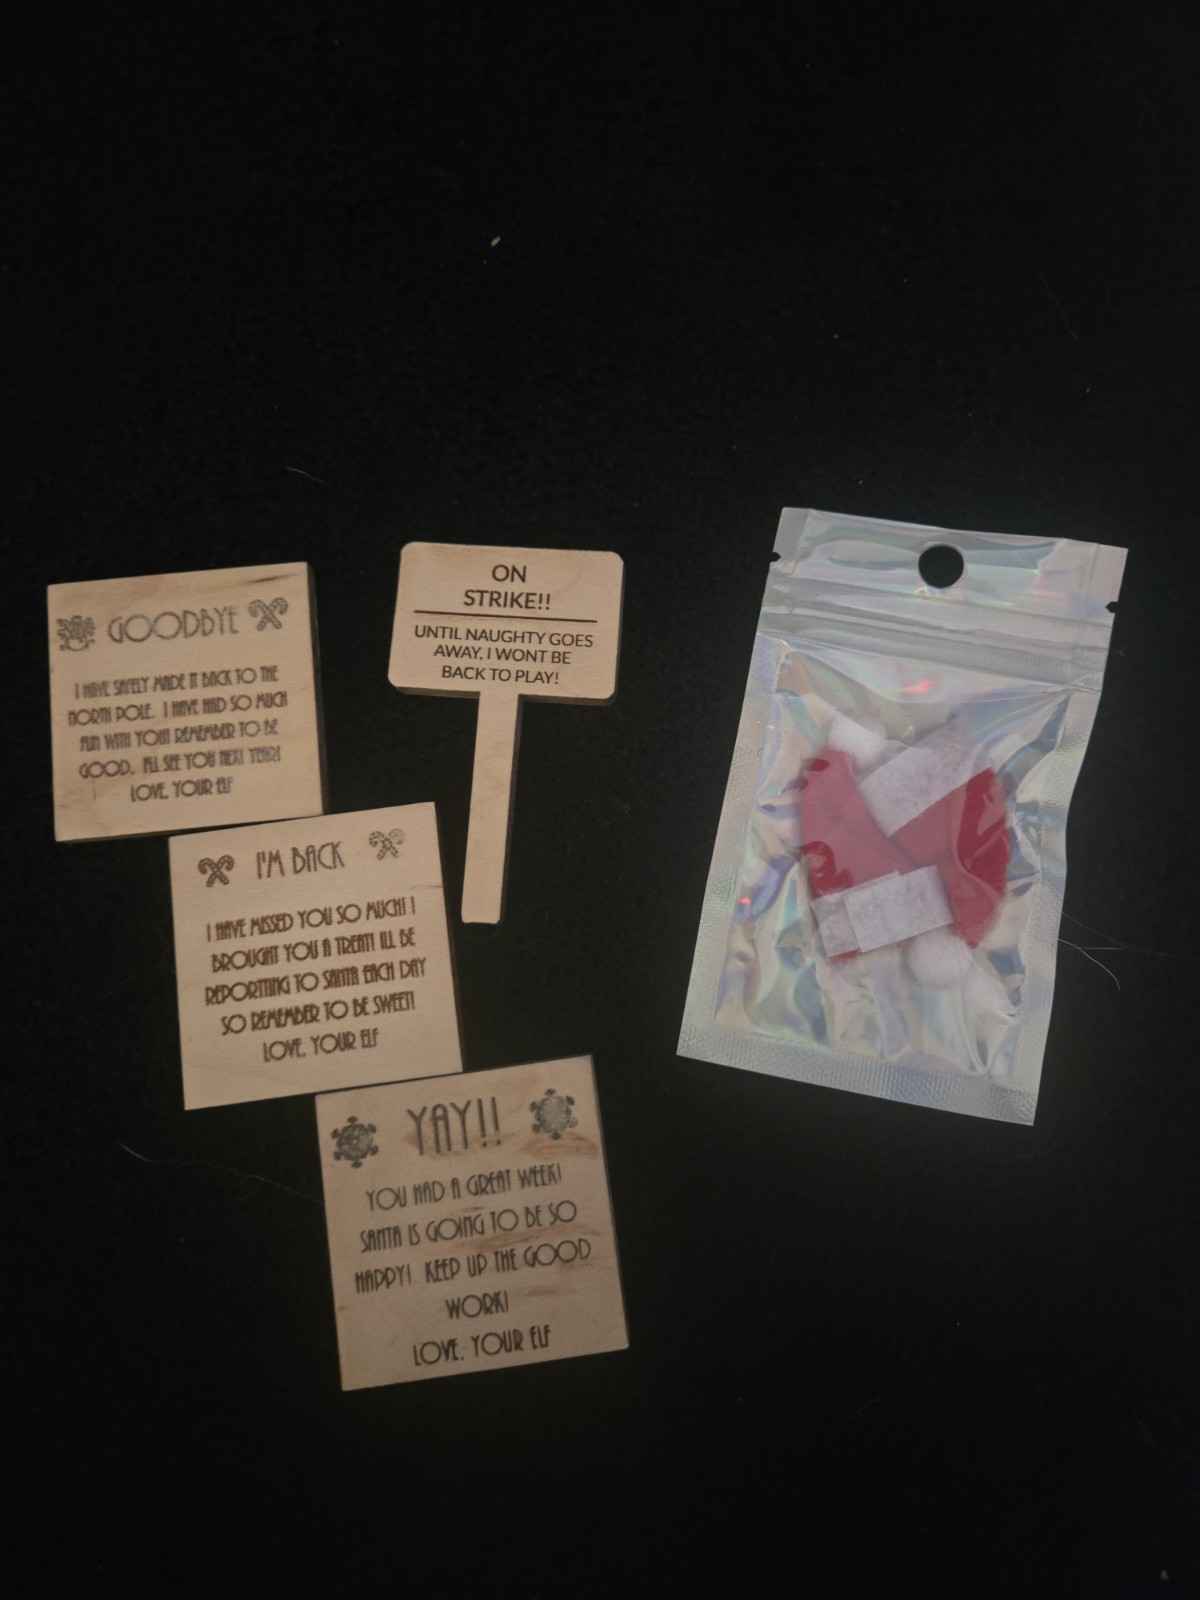 GOODBYE
I HAVE SAFELY MADE IT BACK TO THE
NORTH POLE. I HAVE HAD SO MUCH
FUN WITH YOU! REMEMBER TO BE
GOOD. I'LL SEE YOU NEXT YEAR!
LOVE, YOUR ELF
ON
STRIKE!!
UNTIL NAUGHTY GOES
AWAY, I WONT BE
BACK TO PLAY!
I'M BACK
I HAVE MISSED YOU SO MUCH! I
BROUGHT YOU A TREAT! ILL BE
REPORTTNG TO SANTA EACH DAY
SO REMEMBER TO BE SWEET!
LOVE, YOUR ELF
YAY!!
YOU HAD A GREAT WEEK!
SANTA IS GOING TO BE SO
HAPPY! KEEP UP THE GOOD
WORK!
LOVE, YOUR ELF